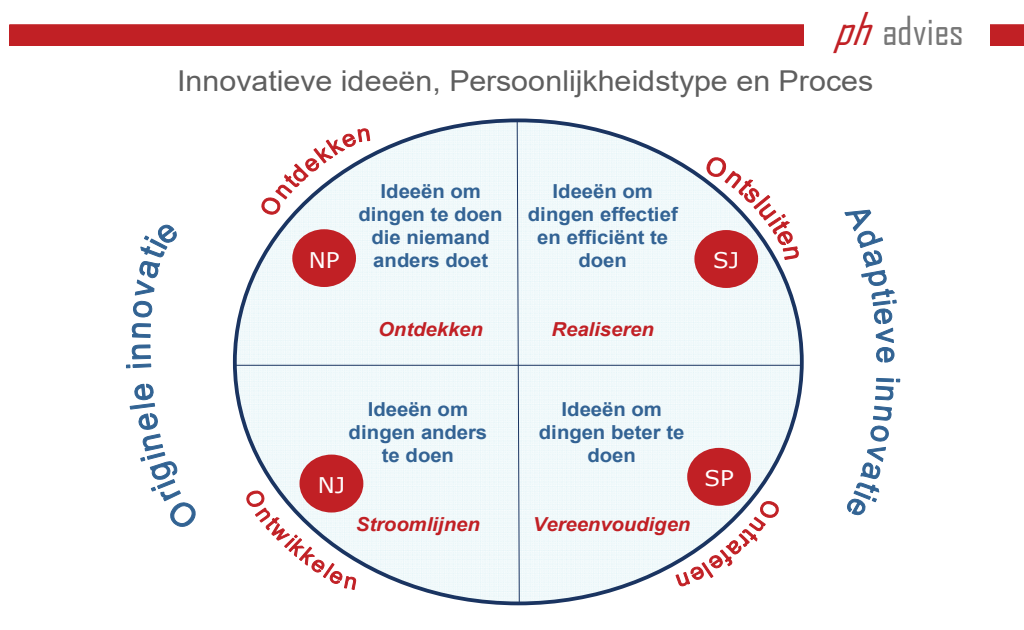 ph advies
Innovatieve ideeën, Persoonlijkheidstype en Proces
Originele innovatie
Ontdekken
Ideeën om
dingen te doen
die niemand
anders doet
NP
Ontdekken
Ontsluiten
Ideeën om
dingen effectief
en efficiënt te
doen
SJ
Realiseren
Adaptieve innovatie
Ideeën om
dingen anders
te doen
NJ
Stroomlijnen
Ontwikkelen
Ideeën om
dingen beter te
doen
SP
Vereenvoudigen
Ontrafelen